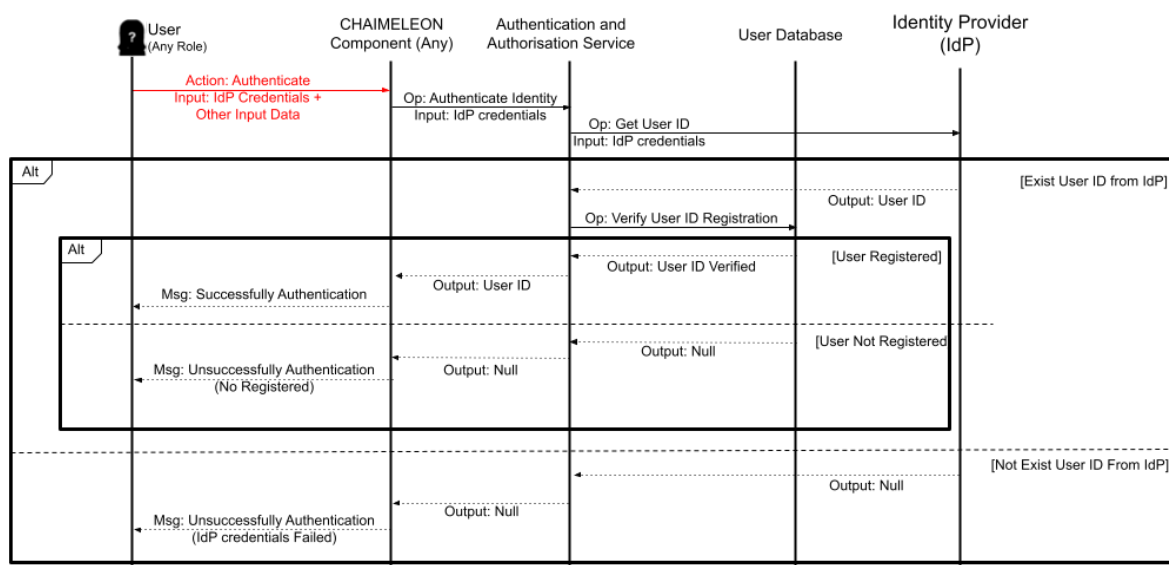 User
(Any Role)
CHAIMELEON
Component (Any)
Authentication and
Authorisation Service
User Database
Identity Provider
(IdP)
?
Action: Authenticate
Input: IdP Credentials +
Other Input Data
Op: Authenticate Identity
Input: IdP credentials
Op: Get User ID
Input: IdP credentials
Alt
[Exist User ID from IdP]
Output: User ID
Op: Verify User ID Registration
Alt
[User Registered]
Output: User ID Verified
Output: User ID
Msg: Successfully Authentication
[User Not Registered
Output: Null
Output: Null
Msg: Unsuccessfully Authentication
(No Registered)
[Not Exist User ID From IdP]
Output: Null
Output: Null
Msg: Unsuccessfully Authentication
(IdP credentials Failed)